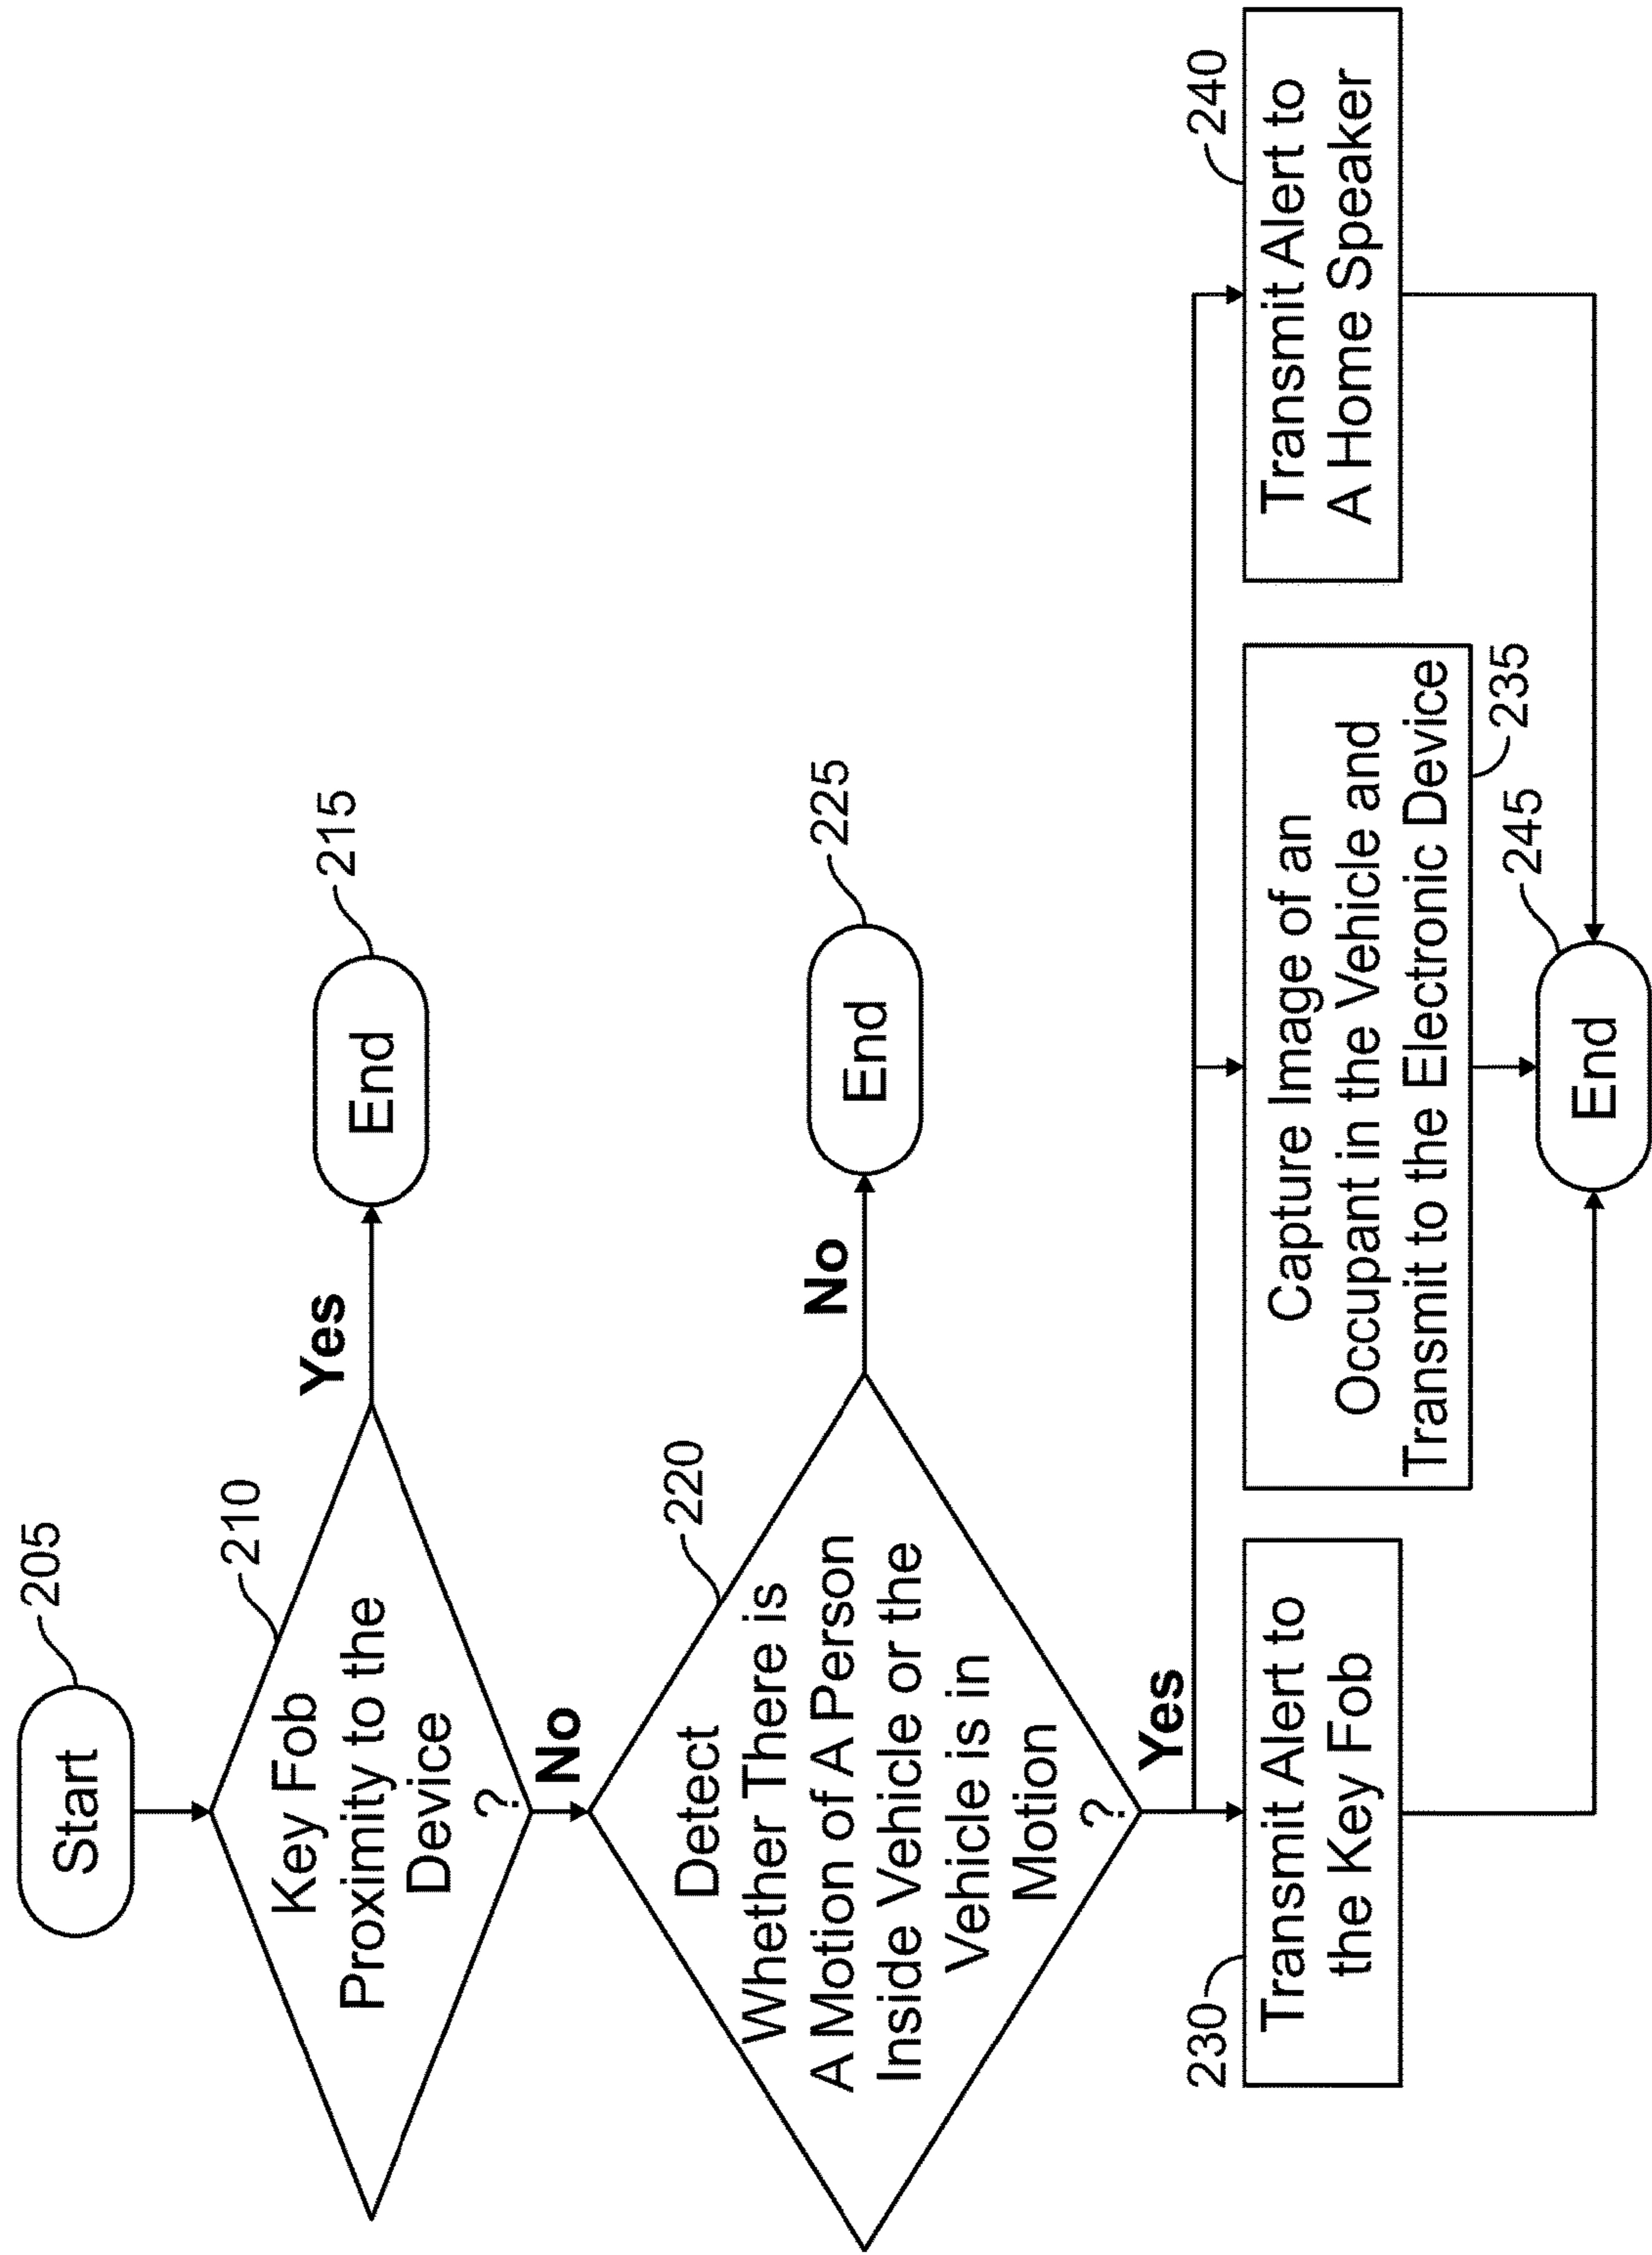 Start
205
Key Fob
Proximity to the
Device
?
210
Yes
End
215
No
Detect
Whether There is
A Motion of A Person
Inside Vehicle or the
Vehicle is in
Motion
?
220
No
End
225
Yes
230
Transmit Alert to
the Key Fob
Capture Image of an
Occupant in the Vehicle and
Transmit to the Electronic Device
235
240
Transmit Alert to
A Home Speaker
End
245